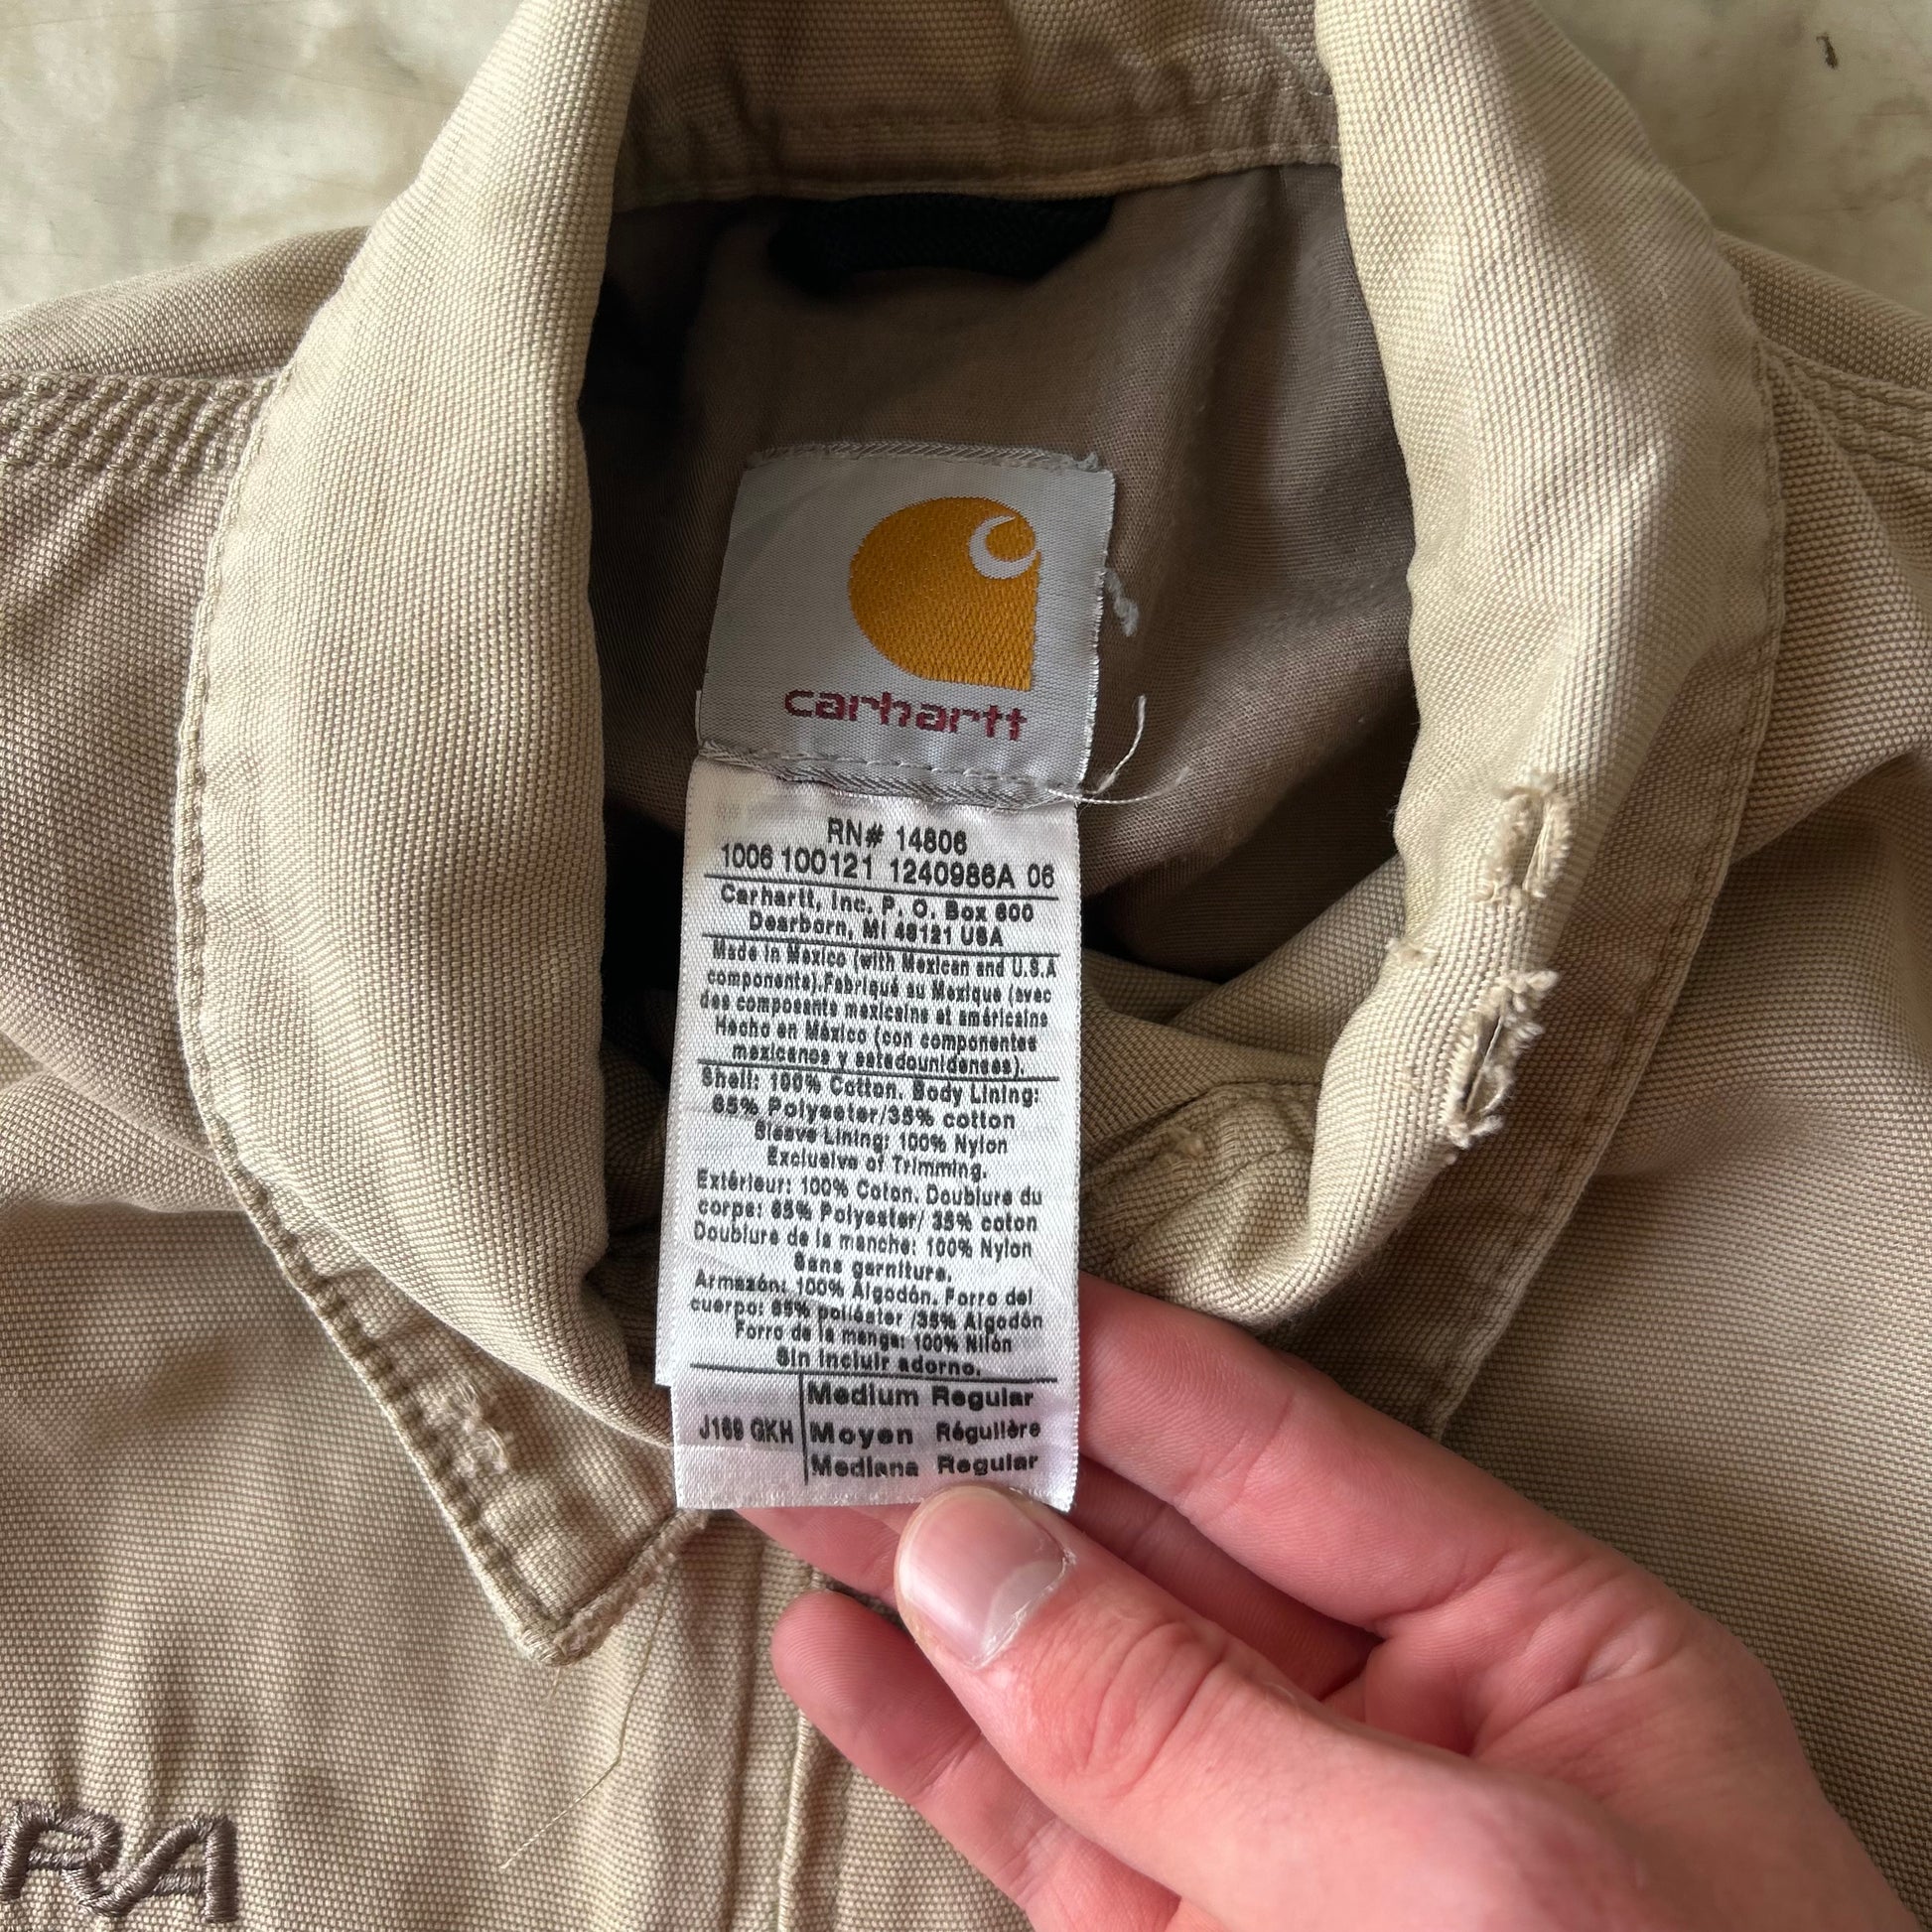 carhartt
RN# 14806
1006 100121 1240986A 06
Carhartt, Inc. P. O. Box 600
Dearborn, MI 48121 USA
Made in Mexico (with Mexican and U.S.A
components).Fabriqué au Mexique (avec
des composants mexicains et américains
Hecho en México (con componentes
mexicanos y estadounidenses).
Shell: 100% Cotton. Body Lining:
65% Polyester/35% cotton
Sleeve Lining: 100% Nylon
Exclusive of Trimming.
Extérieur: 100% Coton. Doublure du
corps: 65% Polyester/ 35% coton
Doublure de la manche: 100% Nylon
Sans garniture.
Armazón: 100% Algodón. Forro del
cuerpo: 65% poliéster /35% Algodón
Forro de la manga: 100% Nilón
Sin incluir adorno.
Medium Regular
J169 GKH Moyen Régulière
Mediana Regular
RA